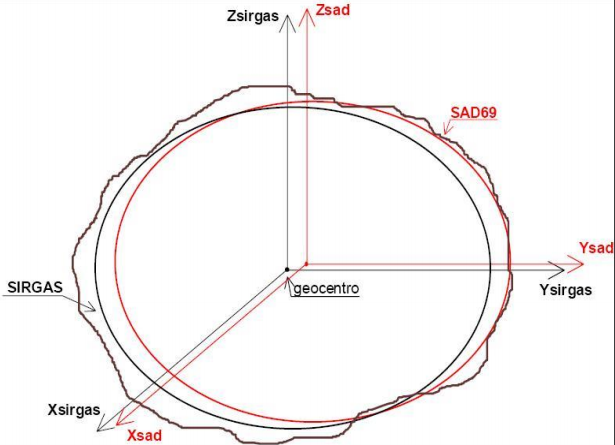 Zsirgas
Zsad
SAD69
Ysad
Ysirgas
geocentro
SIRGAS
Xsirgas
Xsad